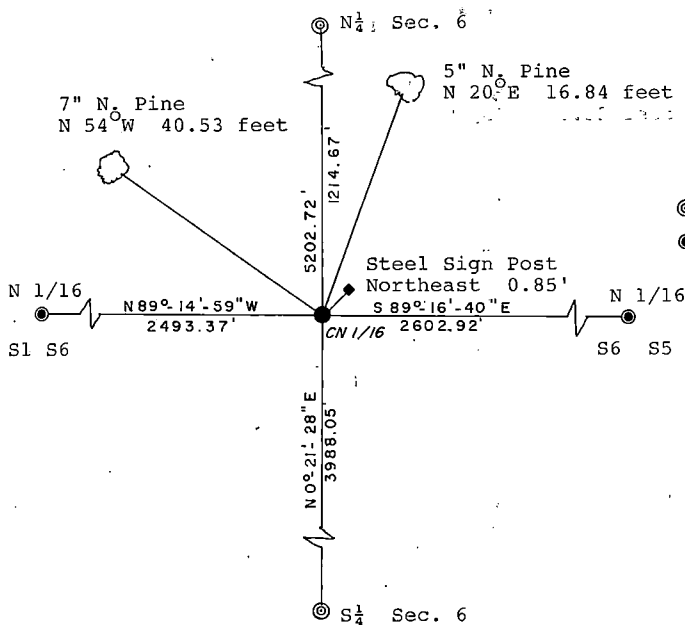 N¼ Sec. 6
5" N. Pine
N 20° E 16.84 feet
7" N. Pine
N 54° W 40.53 feet
1214.67'
5202.72'
Steel Sign Post
Northeast 0.85'
N 1/16
N 89°-14'-59" W
2493.37'
S 89°-16'-40" E
2602.92'
N 1/16
CN 1/16
S1 S6
S6 S5
N 0°-21'-28" E
3988.05'
S¼ Sec. 6